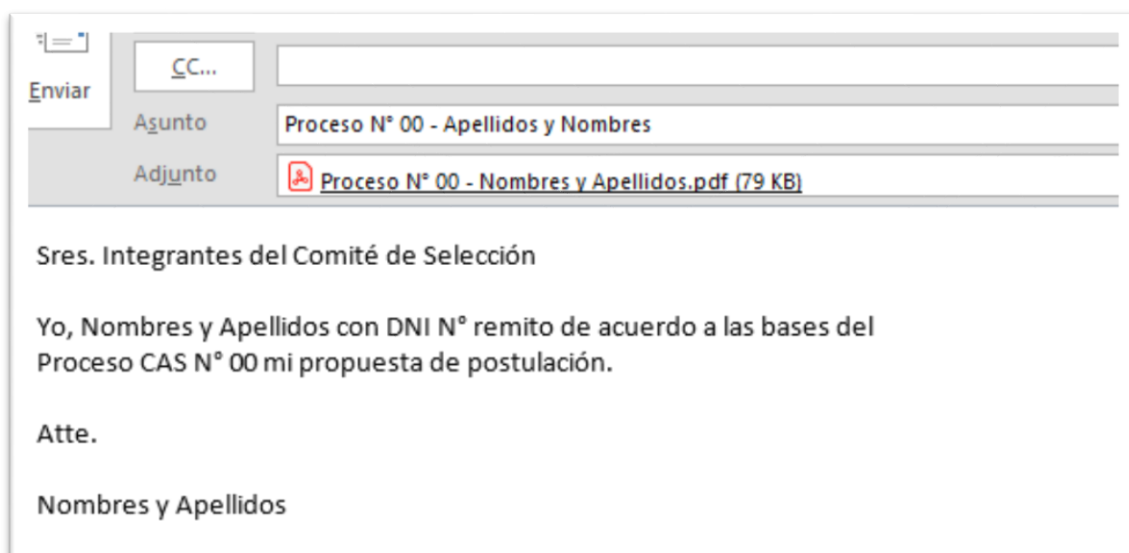 CC...
Enviar
Asunto Proceso N° 00 - Apellidos y Nombres
Adjunto Proceso N° 00 - Nombres y Apellidos.pdf (79 KB)
Sres. Integrantes del Comité de Selección
Yo, Nombres y Apellidos con DNI N° remito de acuerdo a las bases del
Proceso CAS N° 00 mi propuesta de postulación.
Atte.
Nombres y Apellidos